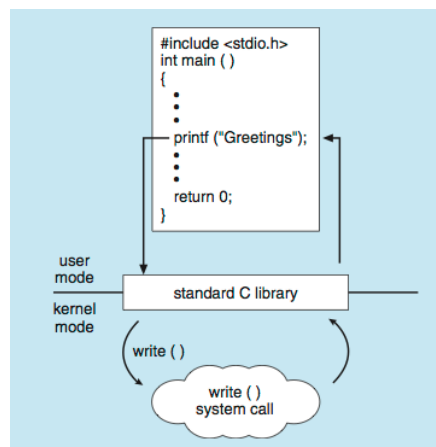 #include <stdio.h>
int main ( )
{
•
•
•
printf ("Greetings");
•
•
•
return 0;
}
user
mode
standard C library
kernel
mode
write ( )
write ( )
system call